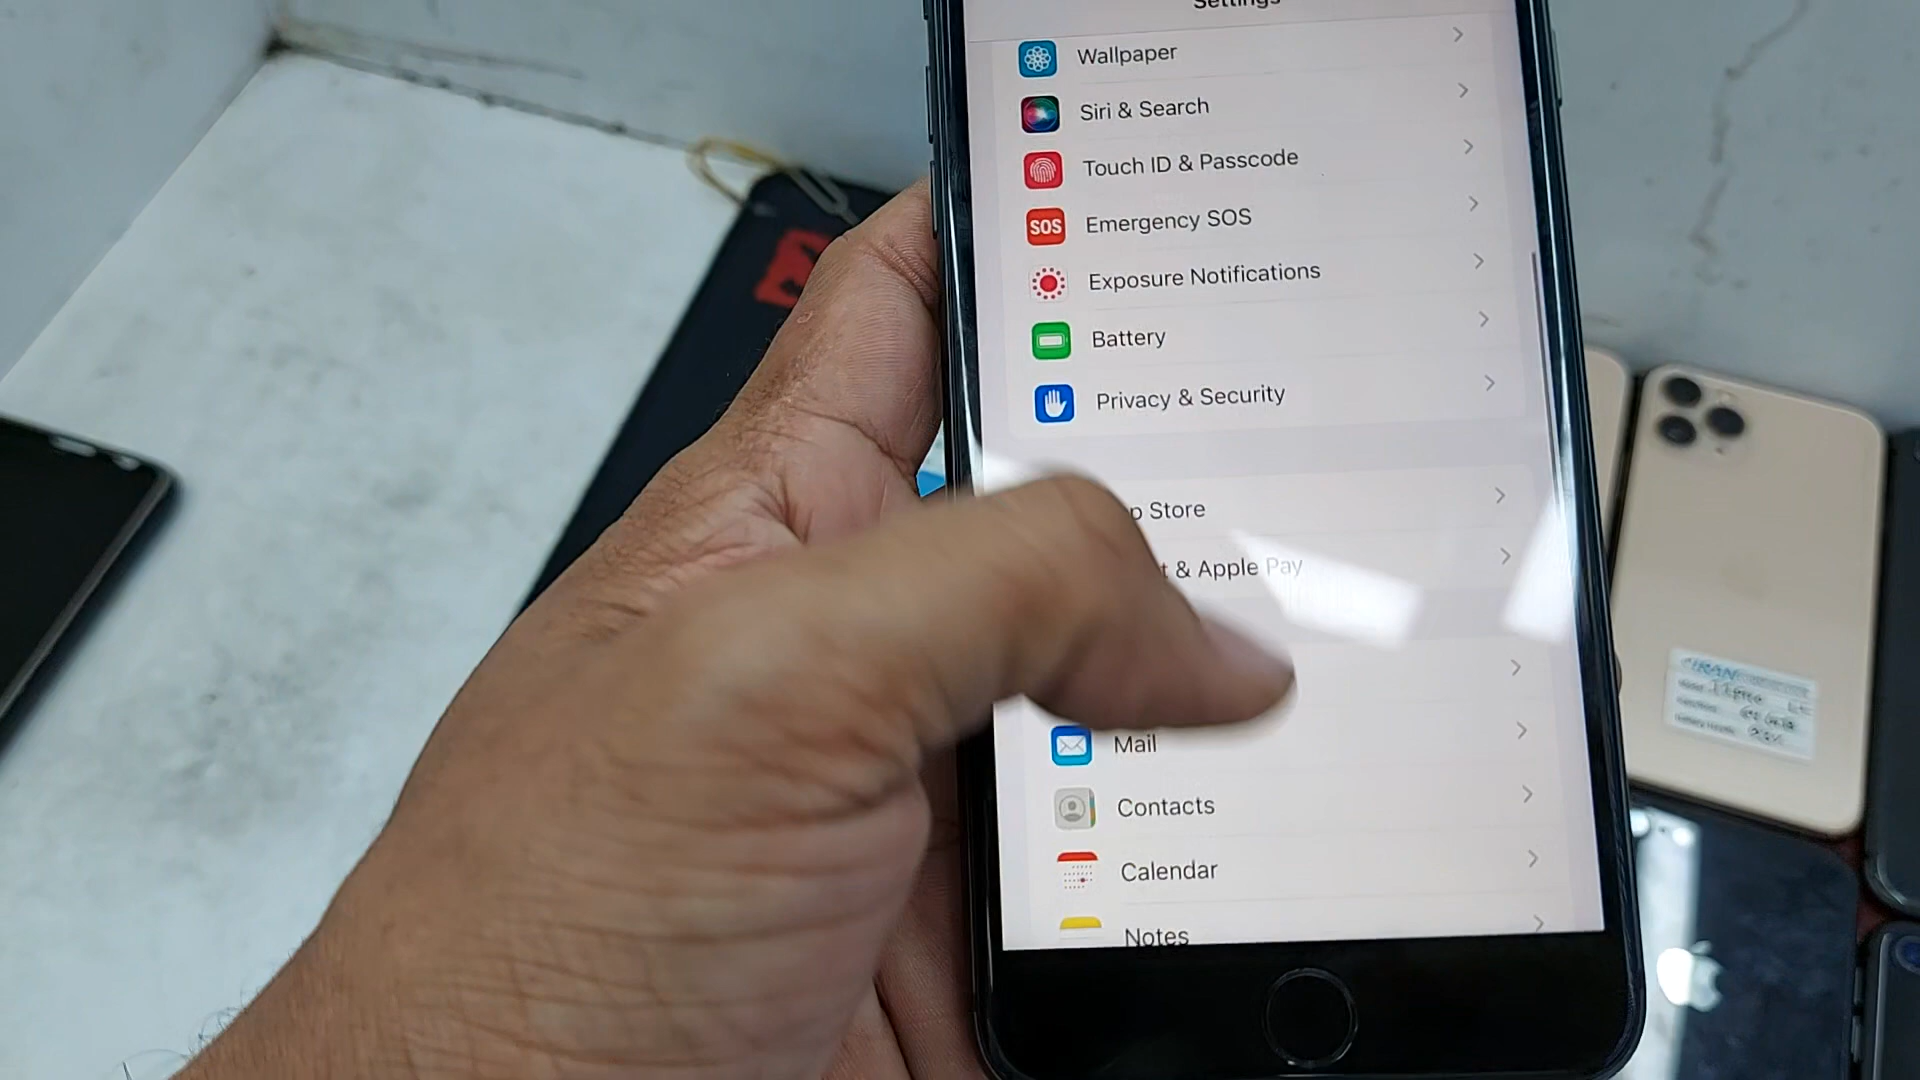 Settings
Wallpaper
Siri & Search
Touch ID & Passcode
SOS
Emergency SOS
Exposure Notifications
Battery
Privacy & Security
p Store
t & Apple Pay
Mail
Contacts
Calendar
Notes